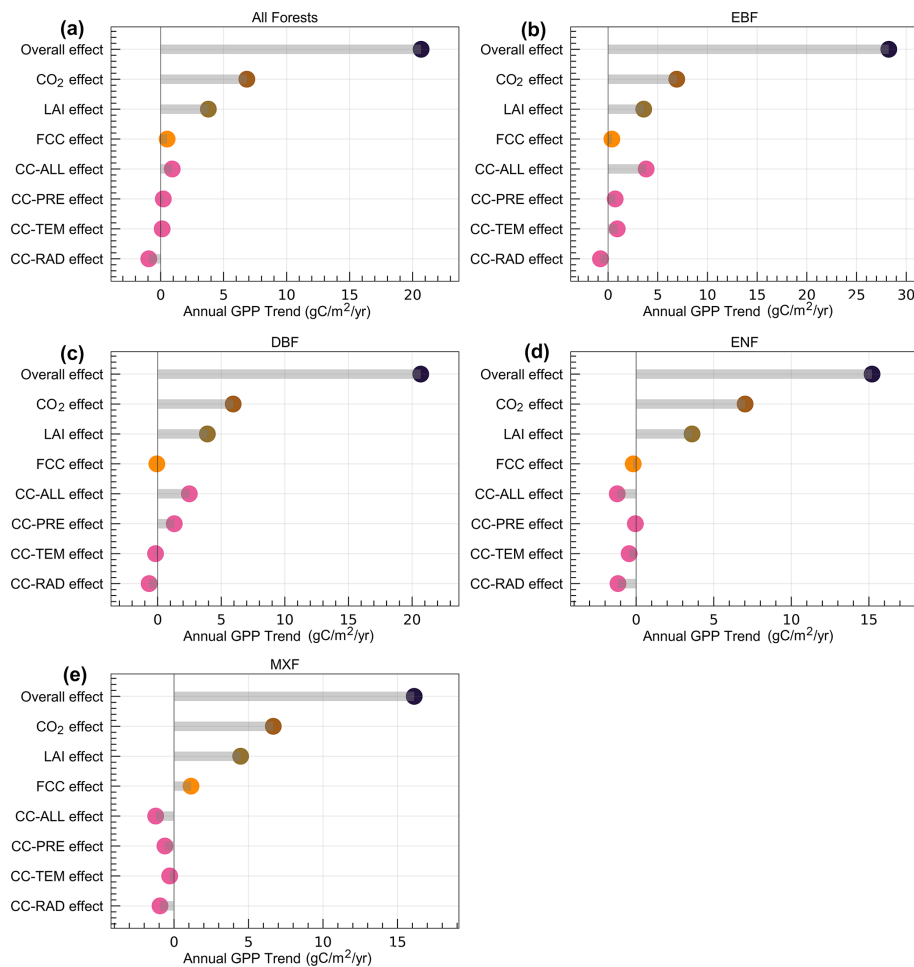 (a)
All Forests
Overall effect
CO₂ effect
LAI effect
FCC effect
CC-ALL effect
CC-PRE effect
CC-TEM effect
CC-RAD effect
0 5 10 15 20
Annual GPP Trend (gC/m²/yr)
(b)
EBF
Overall effect
CO₂ effect
LAI effect
FCC effect
CC-ALL effect
CC-PRE effect
CC-TEM effect
CC-RAD effect
0 5 10 15 20 25 30
Annual GPP Trend (gC/m²/yr)
(c)
DBF
Overall effect
CO₂ effect
LAI effect
FCC effect
CC-ALL effect
CC-PRE effect
CC-TEM effect
CC-RAD effect
0 5 10 15 20
Annual GPP Trend (gC/m²/yr)
(d)
ENF
Overall effect
CO₂ effect
LAI effect
FCC effect
CC-ALL effect
CC-PRE effect
CC-TEM effect
CC-RAD effect
0 5 10 15
Annual GPP Trend (gC/m²/yr)
(e)
MXF
Overall effect
CO₂ effect
LAI effect
FCC effect
CC-ALL effect
CC-PRE effect
CC-TEM effect
CC-RAD effect
0 5 10 15
Annual GPP Trend (gC/m²/yr)